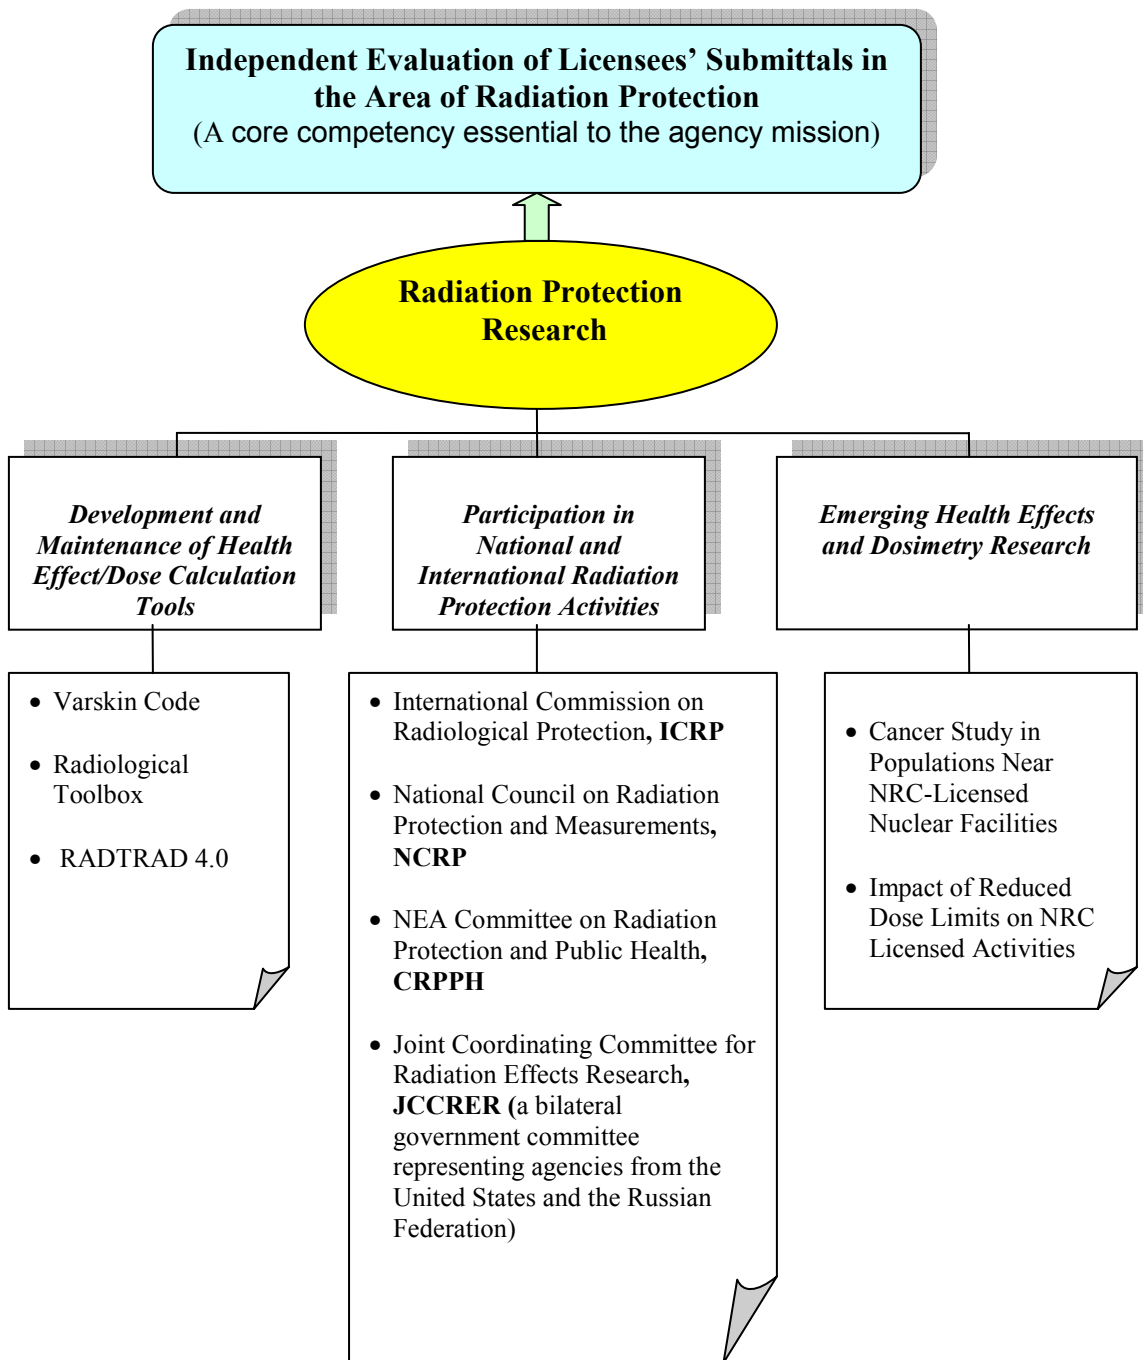 Independent Evaluation of Licensees’ Submittals in
the Area of Radiation Protection
(A core competency essential to the agency mission)
Radiation Protection
Research
Development and
Maintenance of Health
Effect/Dose Calculation
Tools
Participation in
National and
International Radiation
Protection Activities
Emerging Health Effects
and Dosimetry Research
• Varskin Code
• Radiological
Toolbox
• RADTRAD 4.0
• International Commission on
Radiological Protection, ICRP
• National Council on Radiation
Protection and Measurements,
NCRP
• NEA Committee on Radiation
Protection and Public Health,
CRPPH
• Joint Coordinating Committee for
Radiation Effects Research,
JCCRER (a bilateral
government committee
representing agencies from the
United States and the Russian
Federation)
• Cancer Study in
Populations Near
NRC-Licensed
Nuclear Facilities
• Impact of Reduced
Dose Limits on NRC
Licensed Activities